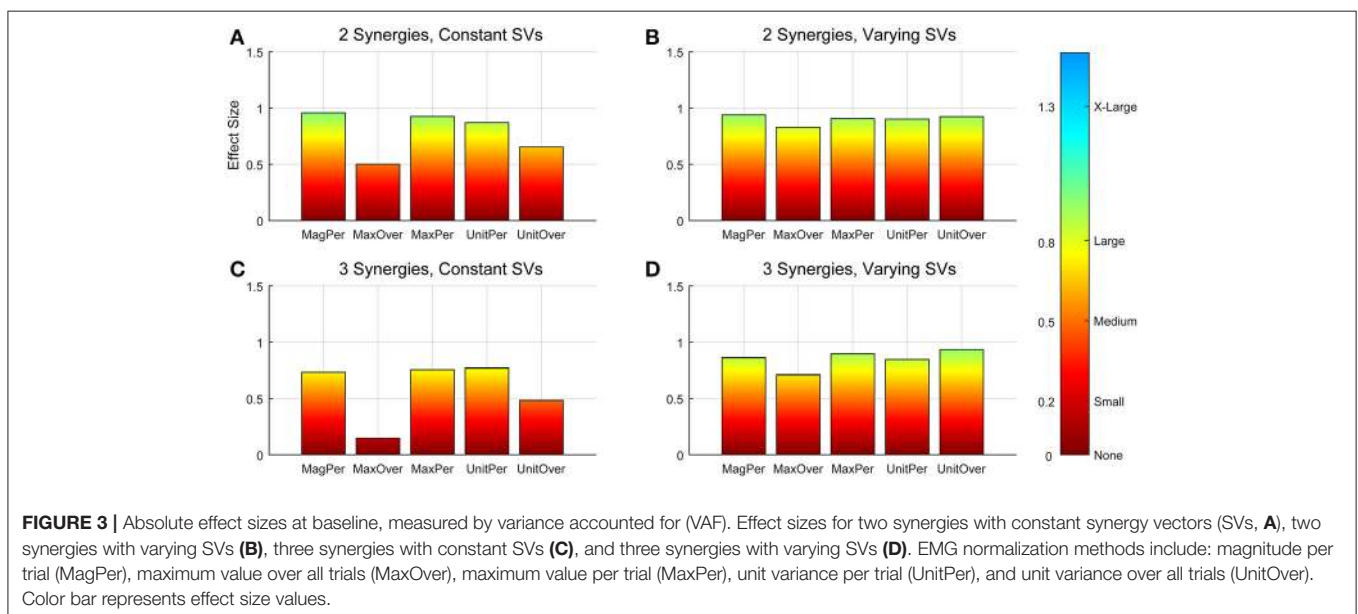 A
2 Synergies, Constant SVs
1.5
1
0.5
0
Effect Size
MagPer MaxOver MaxPer UnitPer UnitOver
B
2 Synergies, Varying SVs
1.5
1
0.5
0
MagPer MaxOver MaxPer UnitPer UnitOver
C
3 Synergies, Constant SVs
1.5
1
0.5
0
MagPer MaxOver MaxPer UnitPer UnitOver
D
3 Synergies, Varying SVs
1.5
1
0.5
0
MagPer MaxOver MaxPer UnitPer UnitOver
1.3 X-Large
0.8 Large
0.5 Medium
0.2 Small
0 None
FIGURE 3 | Absolute effect sizes at baseline, measured by variance accounted for (VAF). Effect sizes for two synergies with constant synergy vectors (SVs, A), two
synergies with varying SVs (B), three synergies with constant SVs (C), and three synergies with varying SVs (D). EMG normalization methods include: magnitude per
trial (MagPer), maximum value over all trials (MaxOver), maximum value per trial (MaxPer), unit variance per trial (UnitPer), and unit variance over all trials (UnitOver).
Color bar represents effect size values.